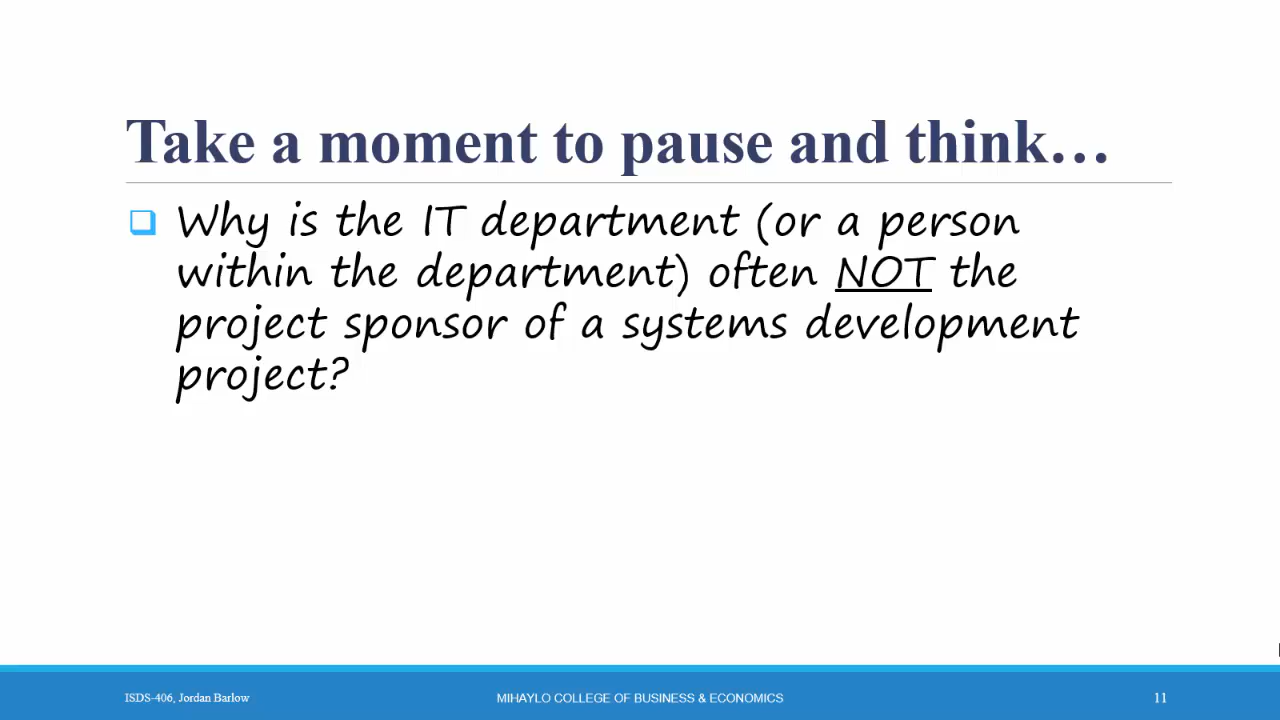 Take a moment to pause and think…
❑ Why is the IT department (or a person
within the department) often NOT the
project sponsor of a systems development
project?
ISDS-406, Jordan Barlow
MIHAYLO COLLEGE OF BUSINESS & ECONOMICS
11